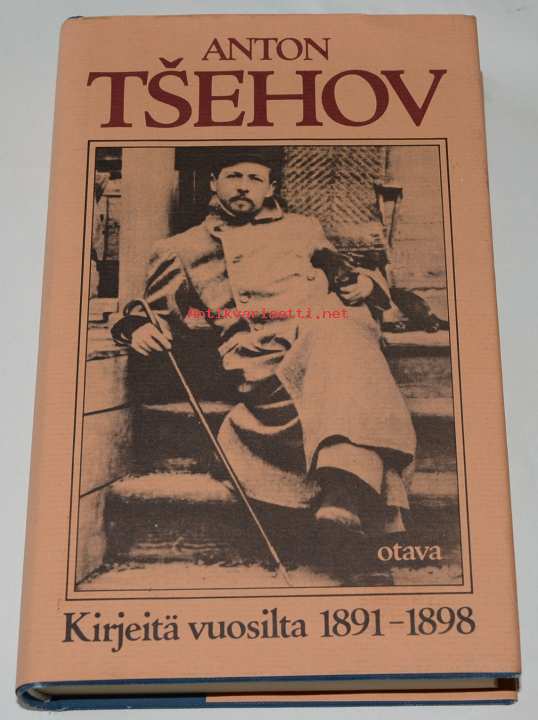 ANTON
TŠEHOV
Antikvariaatti.net
otava
Kirjeitä vuosilta 1891–1898